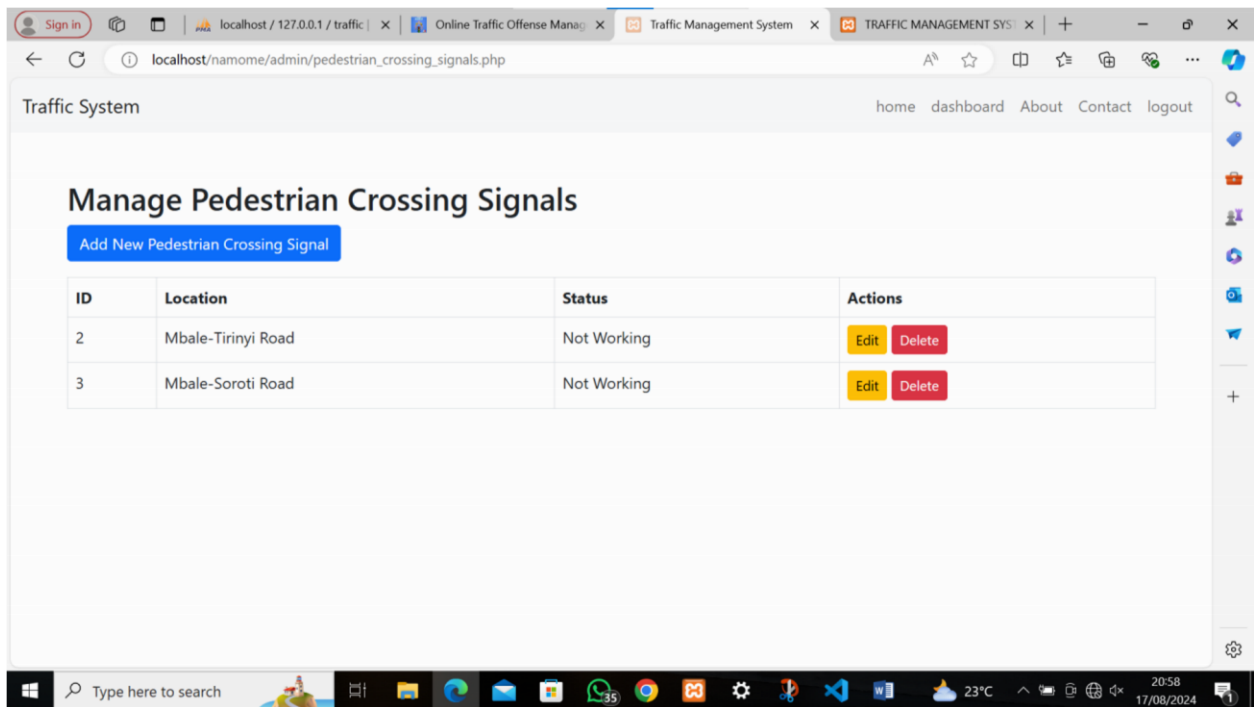 Sign in localhost / 127.0.0.1 / traffic | Online Traffic Offense Manag Traffic Management System TRAFFIC MANAGEMENT SYST
localhost/namome/admin/pedestrian_crossing_signals.php
Traffic System home dashboard About Contact logout
Manage Pedestrian Crossing Signals
Add New Pedestrian Crossing Signal
ID Location Status Actions
2 Mbale-Tirinyi Road Not Working Edit Delete
3 Mbale-Soroti Road Not Working Edit Delete
Type here to search 35 23°C 20:58
17/08/2024 1